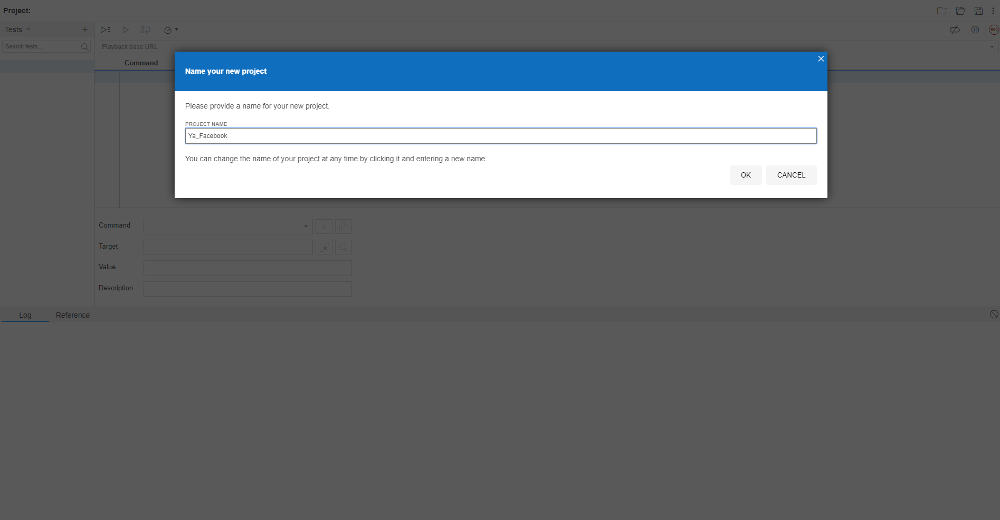 Project:
Tests
Search tests...
Playback base URL
REC
Command
Name your new project
Please provide a name for your new project.
PROJECT NAME
Ya_Facebook
You can change the name of your project at any time by clicking it and entering a new name.
OK CANCEL
Command
//
Target
Value
Description
Log Reference